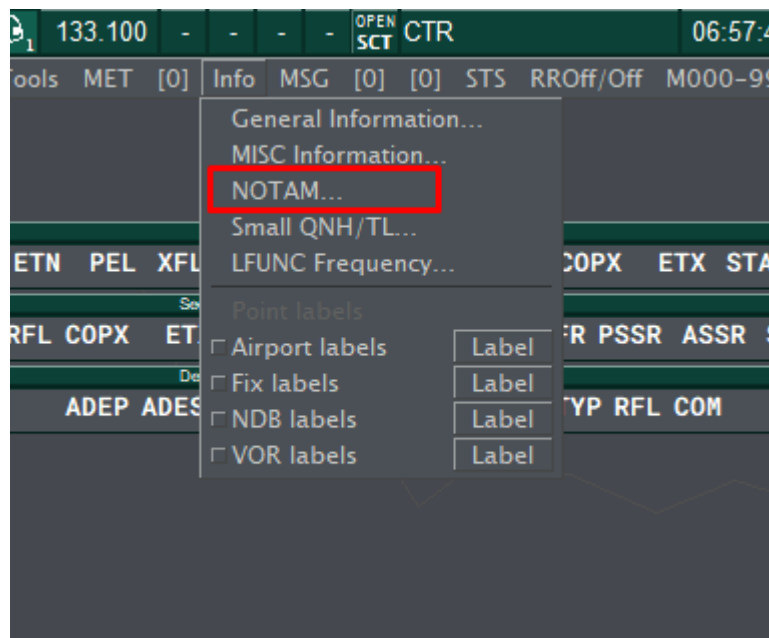 1 133.100 - - - - OPEN SCT CTR 06:57:4
ools MET [0] Info MSG [0] [0] STS RROff/Off M000-99
General Information...
MISC Information...
NOTAM...
Small QNH/TL...
ETN PEL XFL LFUNC Frequency... COPX ETX STA
Point labels
RFL COPX ET Airport labels Label FR PSSR ASSR
De Fix labels Label
ADEP ADES NDB labels Label TYP RFL COM
VOR labels Label